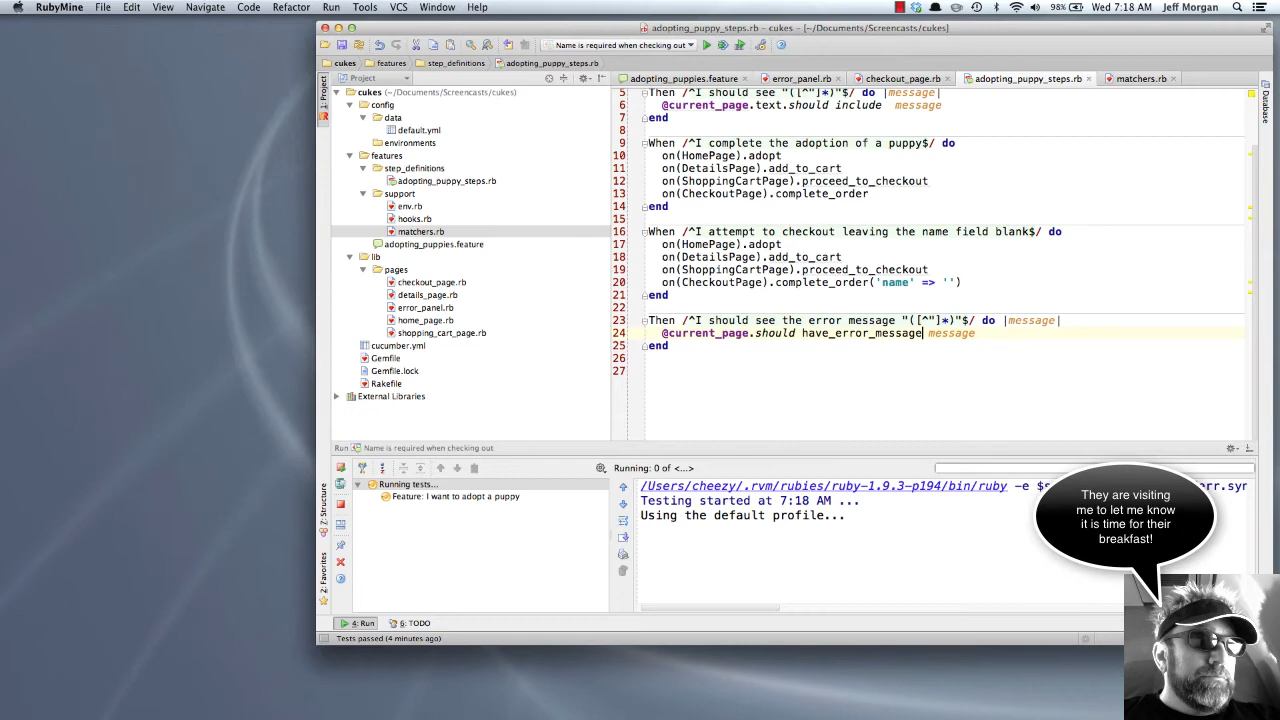 RubyMine File Edit View Navigate Code Refactor Run Tools VCS Window Help 98% Wed 7:18 AM Jeff Morgan
adopting_puppy_steps.rb - cukes - [~/Documents/Screencasts/cukes]
Name is required when checking out
cukes features step_definitions adopting_puppy_steps.rb
Project
adopting_puppies.feature error_panel.rb checkout_page.rb adopting_puppy_steps.rb matchers.rb
1: Project
Database
cukes (~/Documents/Screencasts/cukes)
config
data
default.yml
environments
features
step_definitions
adopting_puppy_steps.rb
support
env.rb
hooks.rb
matchers.rb
adopting_puppies.feature
lib
pages
checkout_page.rb
details_page.rb
error_panel.rb
home_page.rb
shopping_cart_page.rb
cucumber.yml
Gemfile
Gemfile.lock
Rakefile
External Libraries
5 Then /^I should see "([^"]*)"$/ do |message|
6 @current_page.text.should include message
7 end
8
9 When /^I complete the adoption of a puppy$/ do
10 on(HomePage).adopt
11 on(DetailsPage).add_to_cart
12 on(ShoppingCartPage).proceed_to_checkout
13 on(CheckoutPage).complete_order
14 end
15
16 When /^I attempt to checkout leaving the name field blank$/ do
17 on(HomePage).adopt
18 on(DetailsPage).add_to_cart
19 on(ShoppingCartPage).proceed_to_checkout
20 on(CheckoutPage).complete_order('name' => '')
21 end
22
23 Then /^I should see the error message "([^"]*)"$/ do |message|
24 @current_page.should have_error_message message
25 end
26
27
Run Name is required when checking out
Running: 0 of <...>
Running tests...
Feature: I want to adopt a puppy
/Users/cheezy/.rvm/rubies/ruby-1.9.3-p194/bin/ruby -e $s err.syn
Testing started at 7:18 AM ...
Using the default profile...
7: Structure
2: Favorites
They are visiting
me to let me know
it is time for their
breakfast!
4: Run 6: TODO
Tests passed (4 minutes ago)